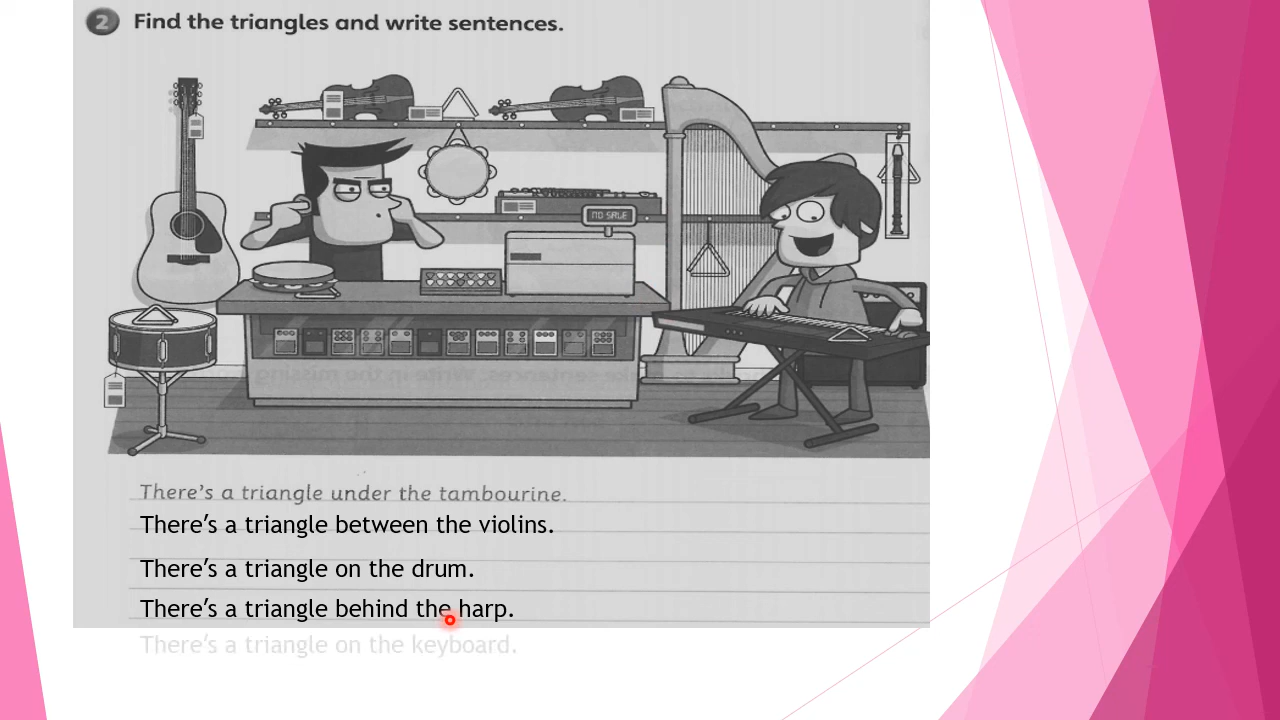 2 Find the triangles and write sentences.
NO SALE
There's a triangle under the tambourine.
There's a triangle between the violins.
There's a triangle on the drum.
There's a triangle behind the harp.
There's a triangle on the keyboard.